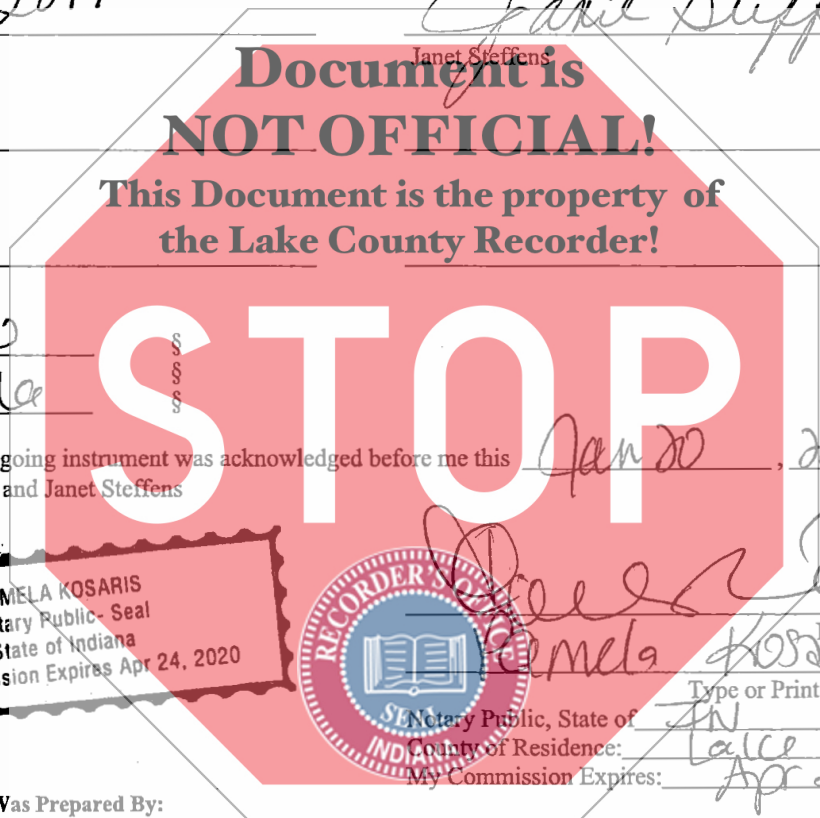 Janet Steffens
Document is
NOT OFFICIAL!
This Document is the property of
the Lake County Recorder!
§
§
§
STOP
going instrument was acknowledged before me this Jan 20, 2
and Janet Steffens
MELA KOSARIS
tary Public- Seal
State of Indiana
sion Expires Apr 24, 2020
RECORDER'S OFFICE
SEAL
INDIANA
Pamela Kosa
Type or Print
Notary Public, State of IN
County of Residence: Lake
My Commission Expires: Apr
Was Prepared By: